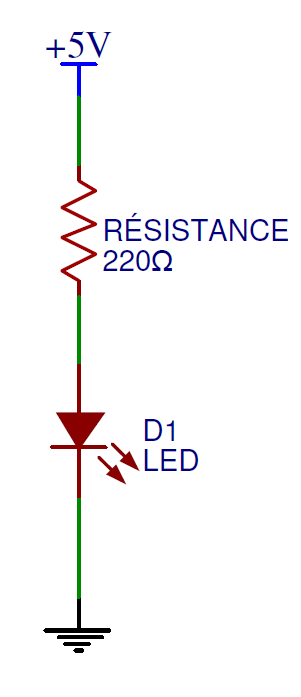 +5V
RÉSISTANCE
220Ω
D1
LED